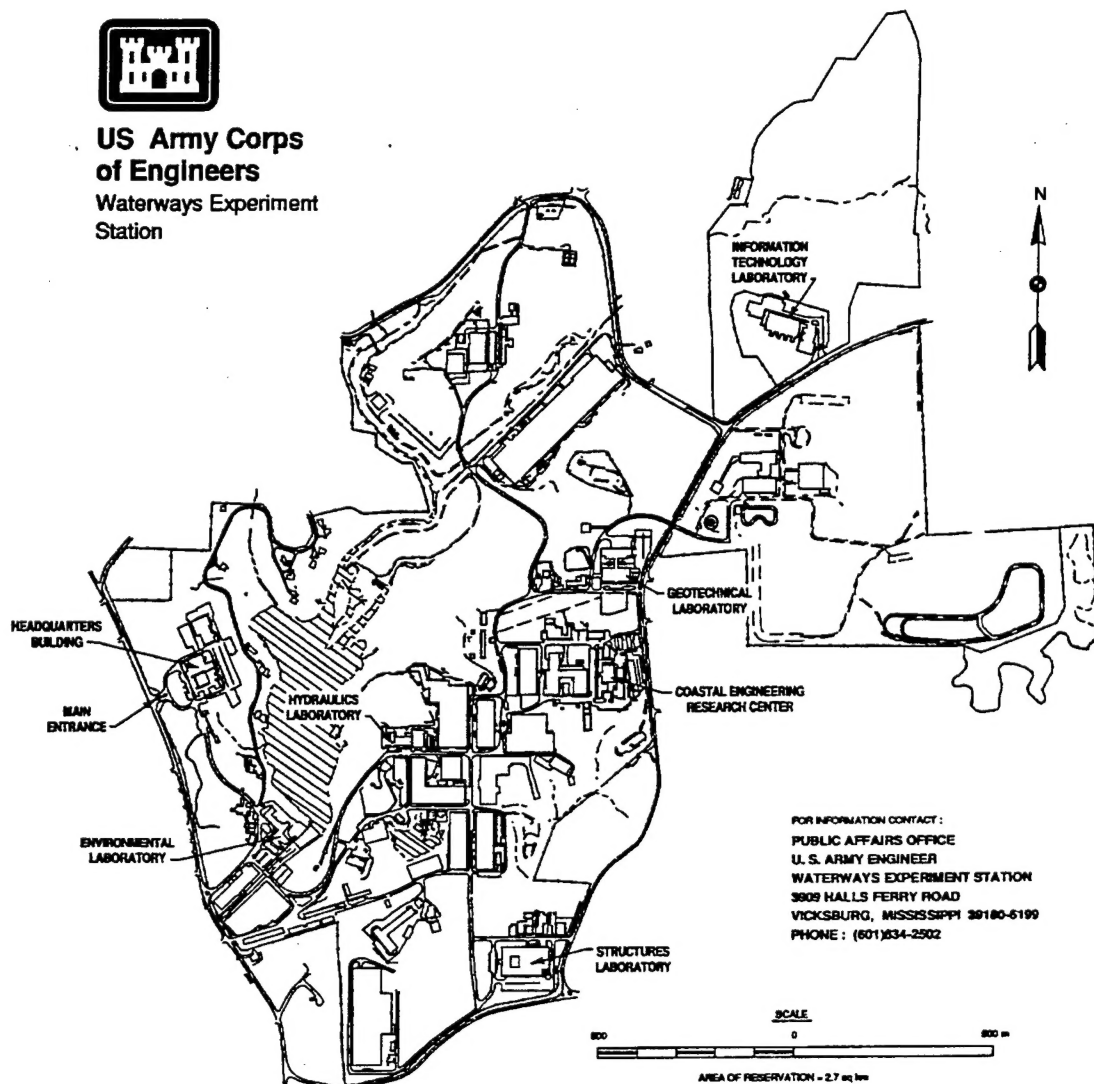 US Army Corps
of Engineers
Waterways Experiment
Station
N
INFORMATION
TECHNOLOGY
LABORATORY
GEOTECHNICAL
LABORATORY
HEADQUARTERS
BUILDING
MAIN
ENTRANCE
HYDRAULICS
LABORATORY
COASTAL ENGINEERING
RESEARCH CENTER
ENVIRONMENTAL
LABORATORY
STRUCTURES
LABORATORY
FOR INFORMATION CONTACT :
PUBLIC AFFAIRS OFFICE
U. S. ARMY ENGINEER
WATERWAYS EXPERIMENT STATION
3909 HALLS FERRY ROAD
VICKSBURG, MISSISSIPPI 39180-6199
PHONE : (601)634-2502
SCALE
500 0 500 m
AREA OF RESERVATION = 2.7 sq km